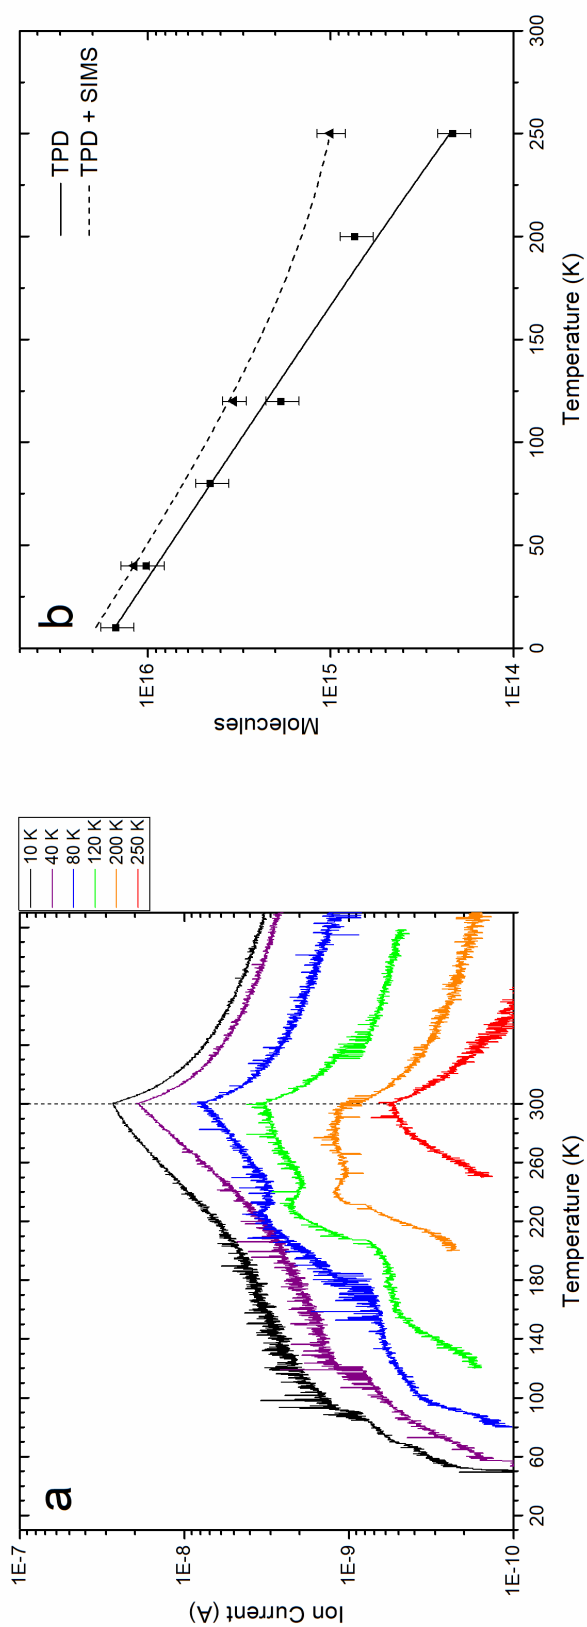 a
Ion Current (A)
1E-7
1E-8
1E-9
1E-10
20
60
100
140
180
220
260
300
Temperature (K)
10 K
40 K
80 K
120 K
200 K
250 K
b
Molecules
1E16
1E15
1E14
0
50
100
150
200
250
300
Temperature (K)
TPD
TPD + SIMS